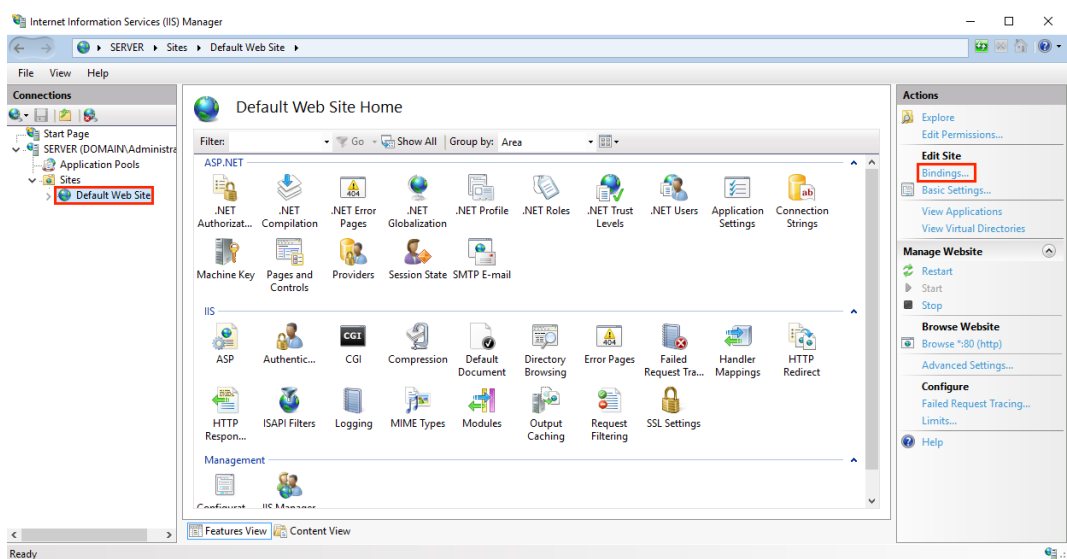 Internet Information Services (IIS) Manager
SERVER
Sites
Default Web Site
File
View
Help
Connections
Start Page
SERVER (DOMAIN\Administra
Application Pools
Sites
Default Web Site
Default Web Site Home
Filter:
Go
Show All
Group by: Area
ASP.NET
.NET Authorizat...
.NET Compilation
404
.NET Error Pages
.NET Globalization
.NET Profile
.NET Roles
.NET Trust Levels
.NET Users
Application Settings
ab
Connection Strings
Machine Key
Pages and Controls
Providers
Session State
SMTP E-mail
IIS
ASP
Authentic...
CGI
CGI
Compression
Default Document
Directory Browsing
404
Error Pages
Failed Request Tra...
Handler Mappings
HTTP Redirect
HTTP Respon...
ISAPI Filters
Logging
MIME Types
Modules
Output Caching
Request Filtering
SSL Settings
Management
Configurat
IIS Manager
Features View
Content View
Actions
Explore
Edit Permissions...
Edit Site
Bindings...
Basic Settings...
View Applications
View Virtual Directories
Manage Website
Restart
Start
Stop
Browse Website
Browse *:80 (http)
Advanced Settings...
Configure
Failed Request Tracing...
Limits...
Help
Ready